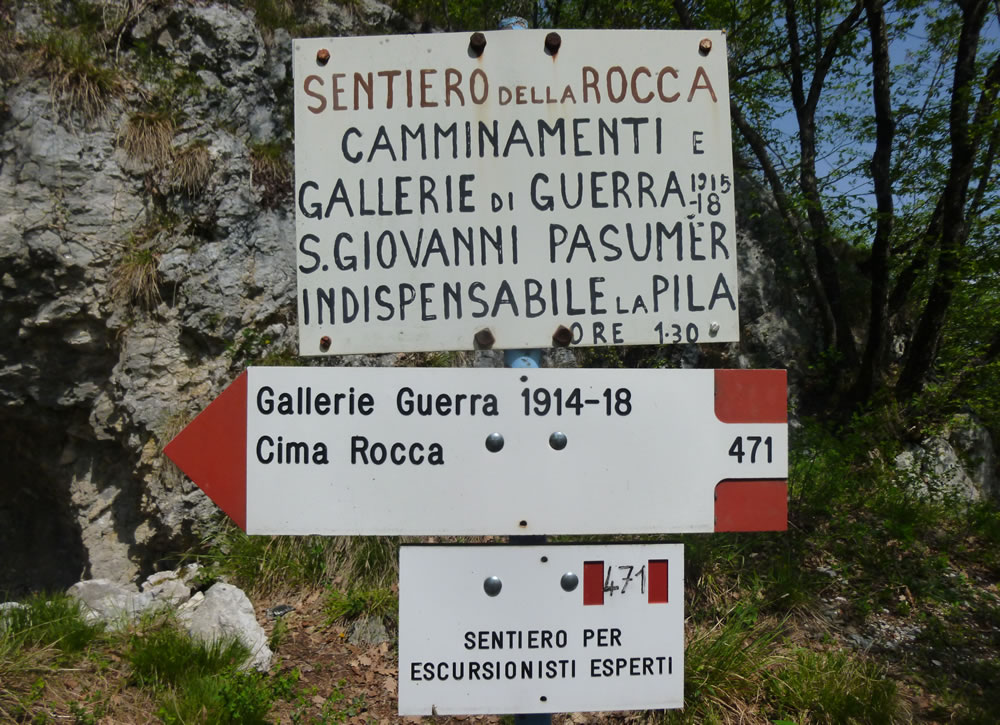 SENTIERO DELLA ROCCA
CAMMINAMENTI E
GALLERIE DI GUERRA 1915
-18
S. GIOVANNI PASUMÈR
INDISPENSABILE LA PILA
ORE 1.30
Gallerie Guerra 1914-18
Cima Rocca
471
471
SENTIERO PER
ESCURSIONISTI ESPERTI